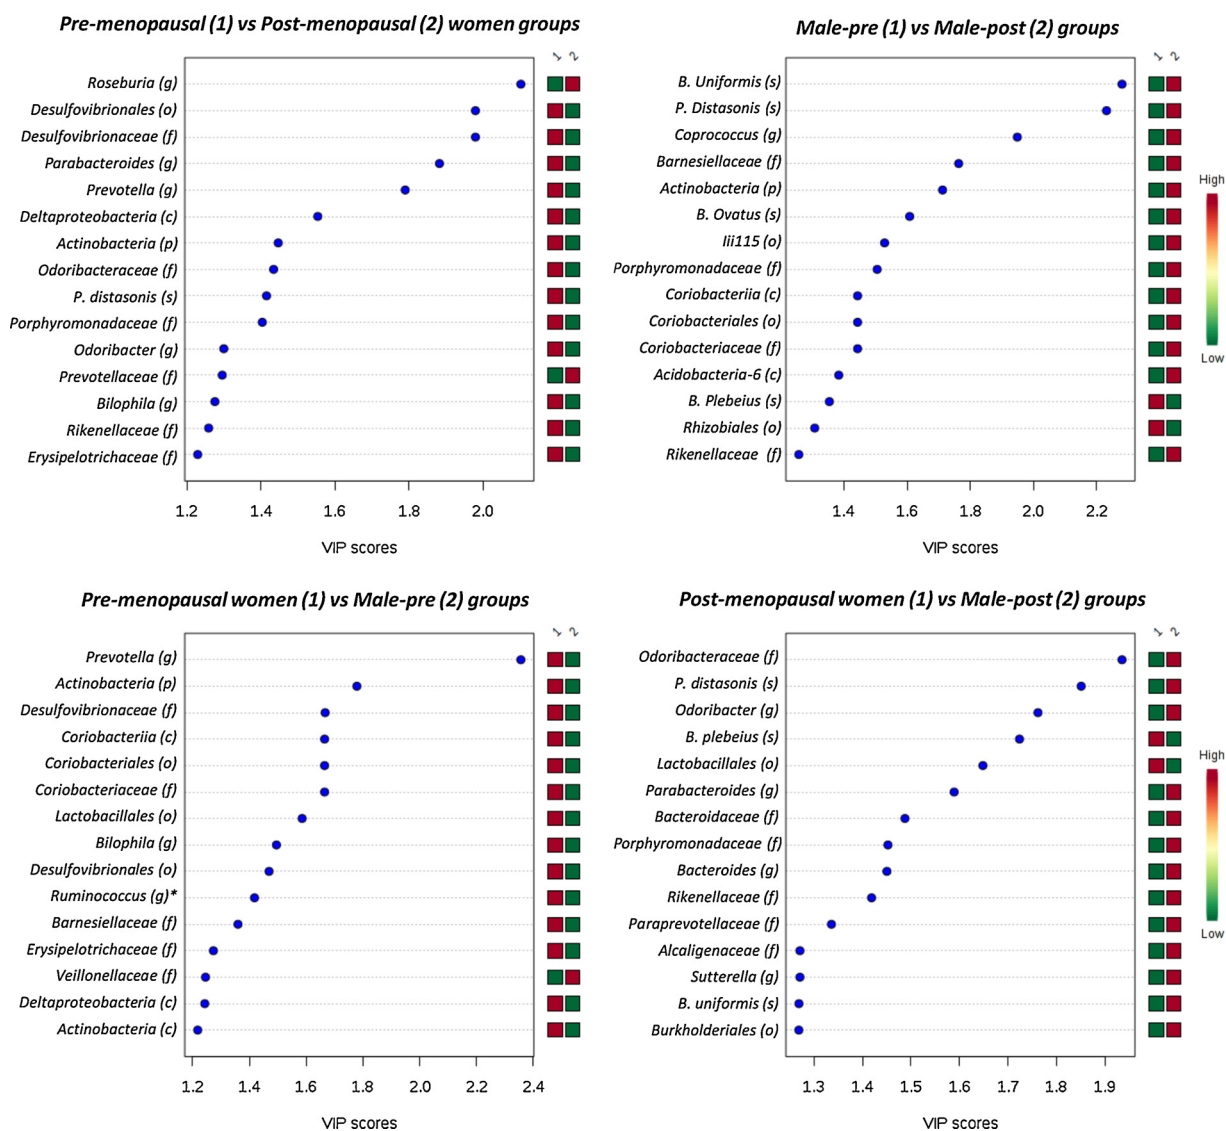 Pre-menopausal (1) vs Post-menopausal (2) women groups
1 2
Roseburia (g)
Desulfovibrionales (o)
Desulfovibrionaceae (f)
Parabacteroides (g)
Prevotella (g)
Deltaproteobacteria (c)
Actinobacteria (p)
Odoribacteraceae (f)
P. distasonis (s)
Porphyromonadaceae (f)
Odoribacter (g)
Prevotellaceae (f)
Bilophila (g)
Rikenellaceae (f)
Erysipelotrichaceae (f)
1.2 1.4 1.6 1.8 2.0
VIP scores
Male-pre (1) vs Male-post (2) groups
1 2
B. Uniformis (s)
P. Distasonis (s)
Coprococcus (g)
Barnesiellaceae (f)
Actinobacteria (p)
B. Ovatus (s)
Iii115 (o)
Porphyromonadaceae (f)
Coriobacteriia (c)
Coriobacteriales (o)
Coriobacteriaceae (f)
Acidobacteria-6 (c)
B. Plebeius (s)
Rhizobiales (o)
Rikenellaceae (f)
1.4 1.6 1.8 2.0 2.2
VIP scores
High
Low
Pre-menopausal women (1) vs Male-pre (2) groups
1 2
Prevotella (g)
Actinobacteria (p)
Desulfovibrionaceae (f)
Coriobacteriia (c)
Coriobacteriales (o)
Coriobacteriaceae (f)
Lactobacillales (o)
Bilophila (g)
Desulfovibrionales (o)
Ruminococcus (g)*
Barnesiellaceae (f)
Erysipelotrichaceae (f)
Veillonellaceae (f)
Deltaproteobacteria (c)
Actinobacteria (c)
1.2 1.4 1.6 1.8 2.0 2.2 2.4
VIP scores
Post-menopausal women (1) vs Male-post (2) groups
1 2
Odoribacteraceae (f)
P. distasonis (s)
Odoribacter (g)
B. plebeius (s)
Lactobacillales (o)
Parabacteroides (g)
Bacteroidaceae (f)
Porphyromonadaceae (f)
Bacteroides (g)
Rikenellaceae (f)
Paraprevotellaceae (f)
Alcaligenaceae (f)
Sutterella (g)
B. uniformis (s)
Burkholderiales (o)
1.3 1.4 1.5 1.6 1.7 1.8 1.9
VIP scores
High
Low